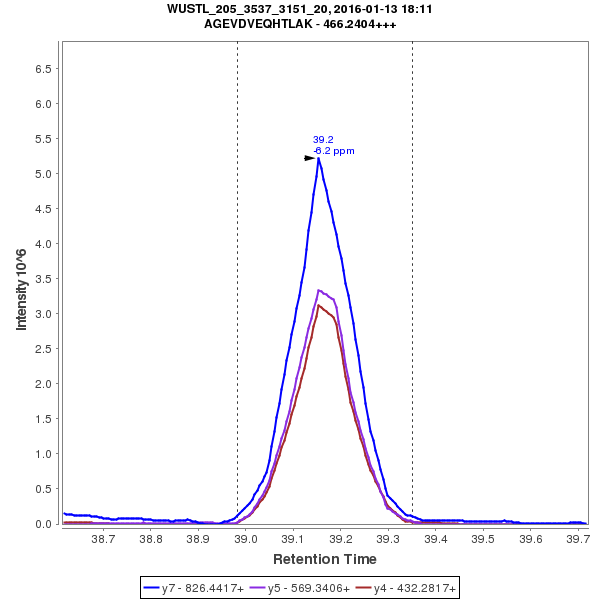 WUSTL_205_3537_3151_20, 2016-01-13 18:11
AGEVDVEQHTLAK - 466.2404+++
Intensity 10^6
6.5
6.0
5.5
5.0
4.5
4.0
3.5
3.0
2.5
2.0
1.5
1.0
0.5
0.0
39.2
-6.2 ppm
38.7 38.8 38.9 39.0 39.1 39.2 39.3 39.4 39.5 39.6 39.7
Retention Time
y7 - 826.4417+ y5 - 569.3406+ y4 - 432.2817+